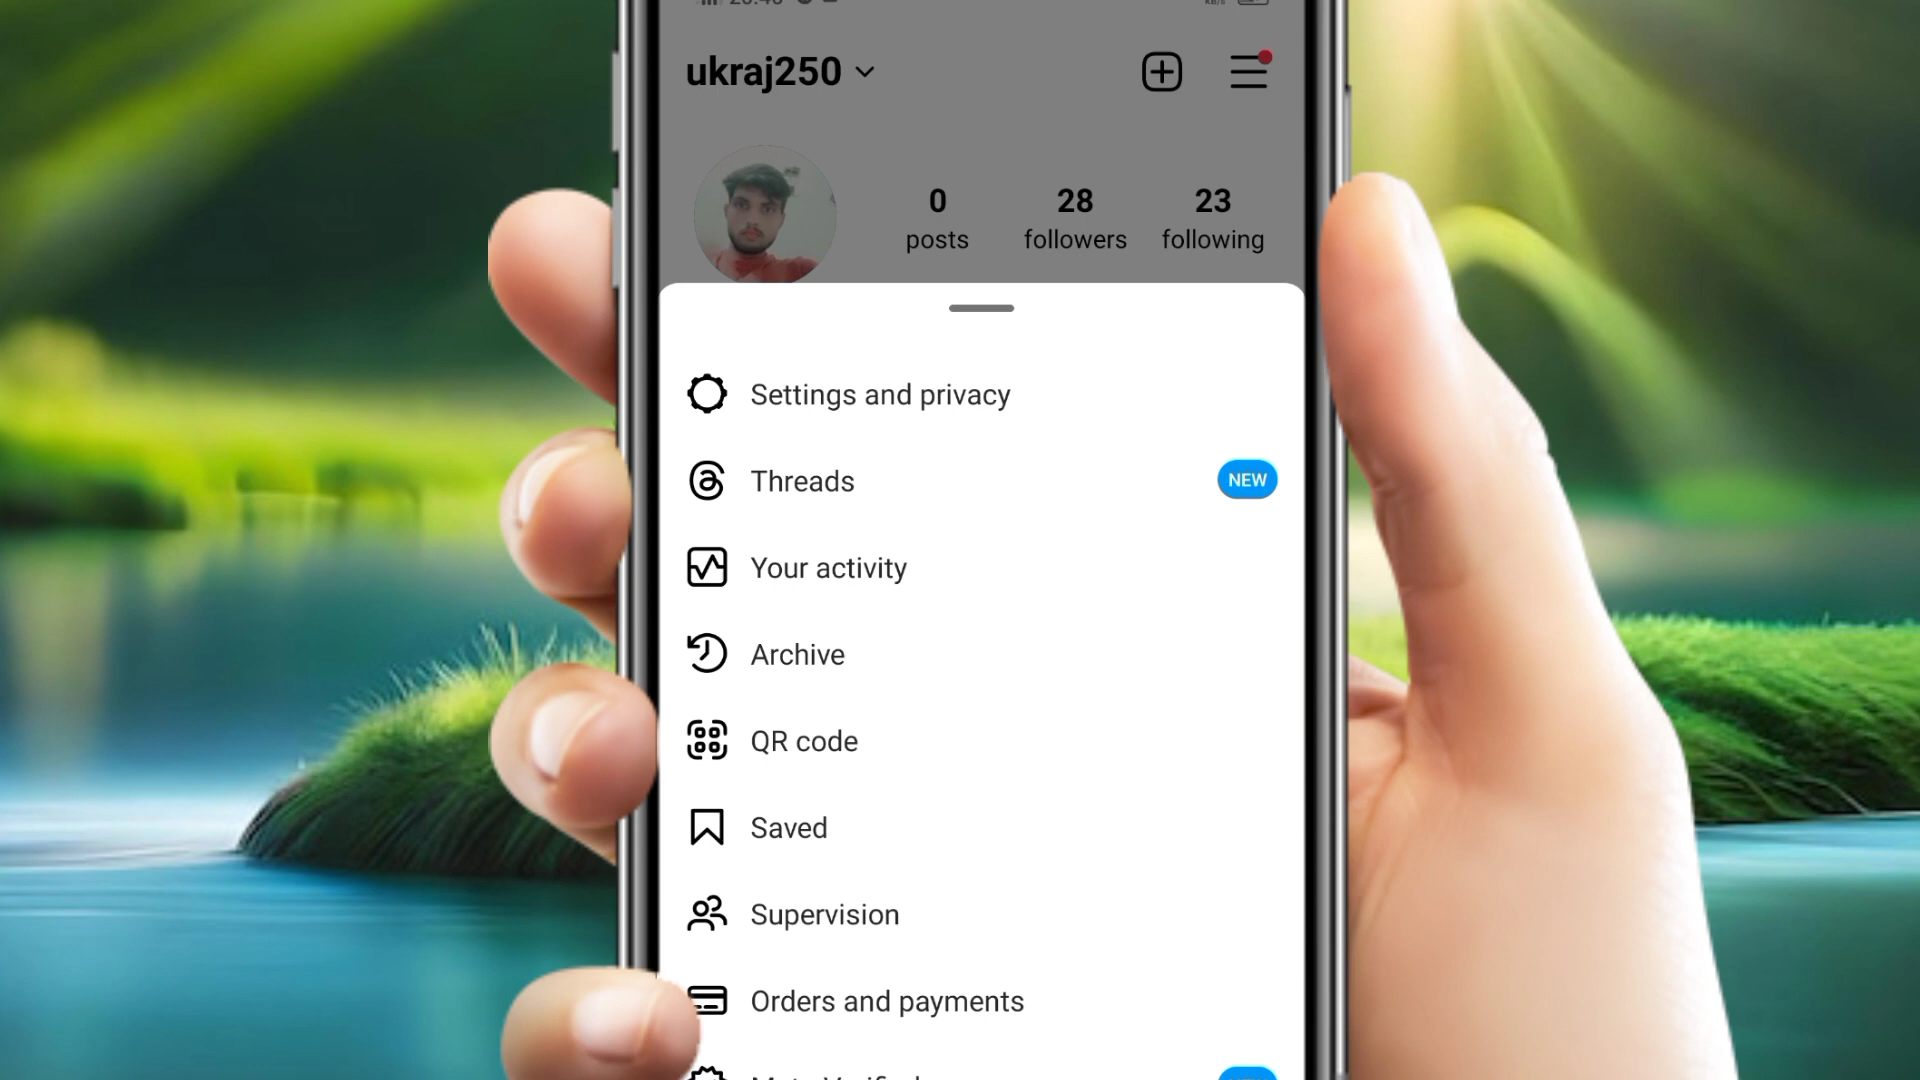 ukraj250
0 28 23
posts followers following
Settings and privacy
Threads NEW
Your activity
Archive
QR code
Saved
Supervision
Orders and payments